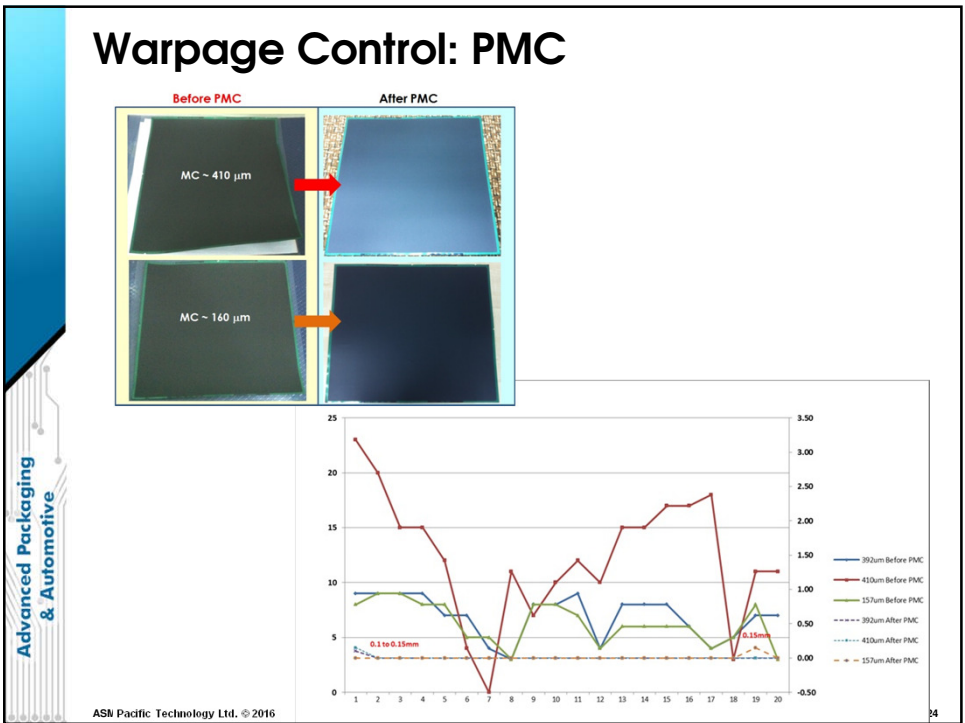 Warpage Control: PMC
Before PMC
After PMC
MC ~ 410 µm
MC ~ 160 µm
25
20
15
10
5
0
3.50
3.00
2.50
2.00
1.50
1.00
0.50
0.00
-0.50
0.1 to 0.15mm
0.15mm
1 2 3 4 5 6 7 8 9 10 11 12 13 14 15 16 17 18 19 20
392um Before PMC
410um Before PMC
157um Before PMC
392um After PMC
410um After PMC
157um After PMC
Advanced Packaging
& Automotive
ASM Pacific Technology Ltd. © 2016
24